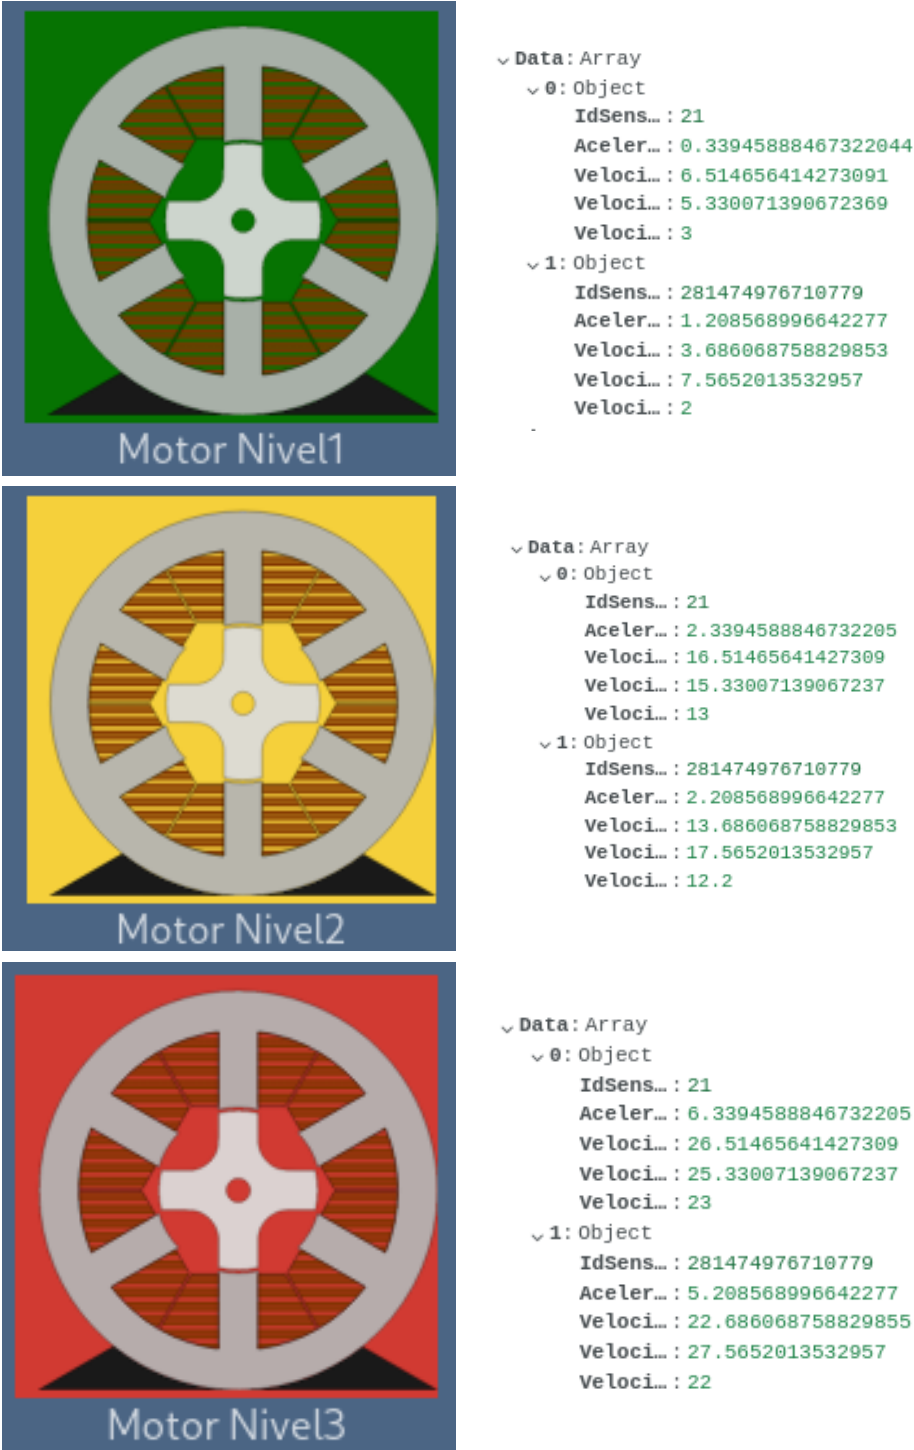 Data: Array
0: Object
IdSens…: 21
Aceler…: 0.33945888467322044
Veloci…: 6.514656414273091
Veloci…: 5.330071390672369
Veloci…: 3
1: Object
IdSens…: 281474976710779
Aceler…: 1.208568996642277
Veloci…: 3.686068758829853
Veloci…: 7.5652013532957
Veloci…: 2
Motor Nivel1
Data: Array
0: Object
IdSens…: 21
Aceler…: 2.3394588846732205
Veloci…: 16.51465641427309
Veloci…: 15.33007139067237
Veloci…: 13
1: Object
IdSens…: 281474976710779
Aceler…: 2.208568996642277
Veloci…: 13.686068758829853
Veloci…: 17.5652013532957
Veloci…: 12.2
Motor Nivel2
Data: Array
0: Object
IdSens…: 21
Aceler…: 6.3394588846732205
Veloci…: 26.51465641427309
Veloci…: 25.33007139067237
Veloci…: 23
1: Object
IdSens…: 281474976710779
Aceler…: 5.208568996642277
Veloci…: 22.686068758829855
Veloci…: 27.5652013532957
Veloci…: 22
Motor Nivel3